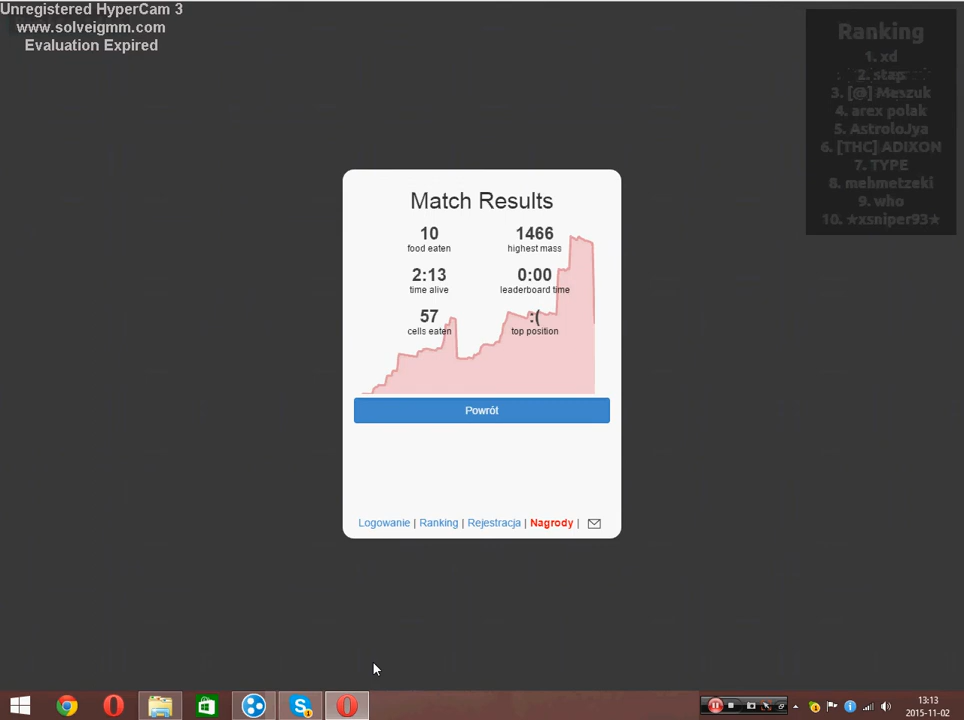 Unregistered HyperCam 3
www.solveigmm.com
Evaluation Expired
Ranking
1. xd
2. stap
3. [@] Meszuk
4. arex polak
5. AstroloJya
6. [THC] ADIXON
7. TYPE
8. mehmetzeki
9. who
10. ★xsniper93★
Match Results
10
food eaten
1466
highest mass
2:13
time alive
0:00
leaderboard time
57
cells eaten
:(
top position
Powrót
Logowanie | Ranking | Rejestracja | Nagrody |
13:13
2015-11-02